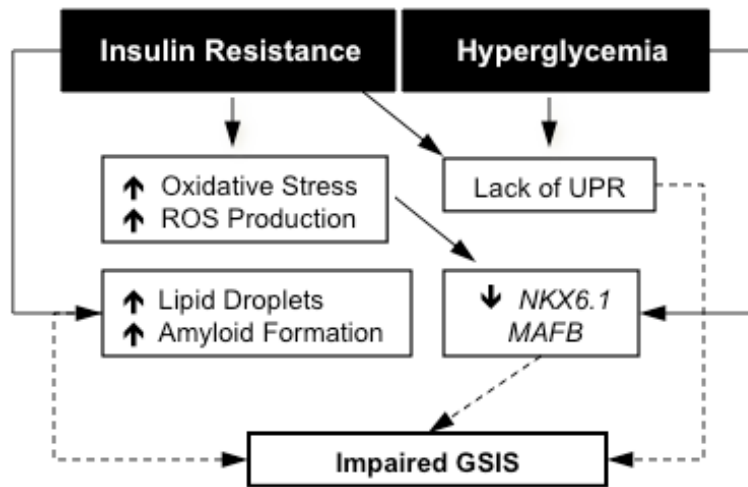 Insulin Resistance
Hyperglycemia
↑ Oxidative Stress
↑ ROS Production
Lack of UPR
↑ Lipid Droplets
↑ Amyloid Formation
↓ NKX6.1
MAFB
Impaired GSIS